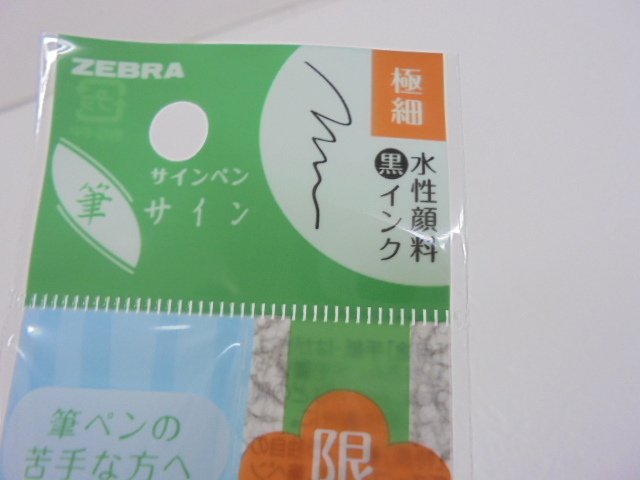 ZEBRA
極細
水性顔料
黒インク
筆
サインペン
サイン
筆ペンの
苦手な方へ
限